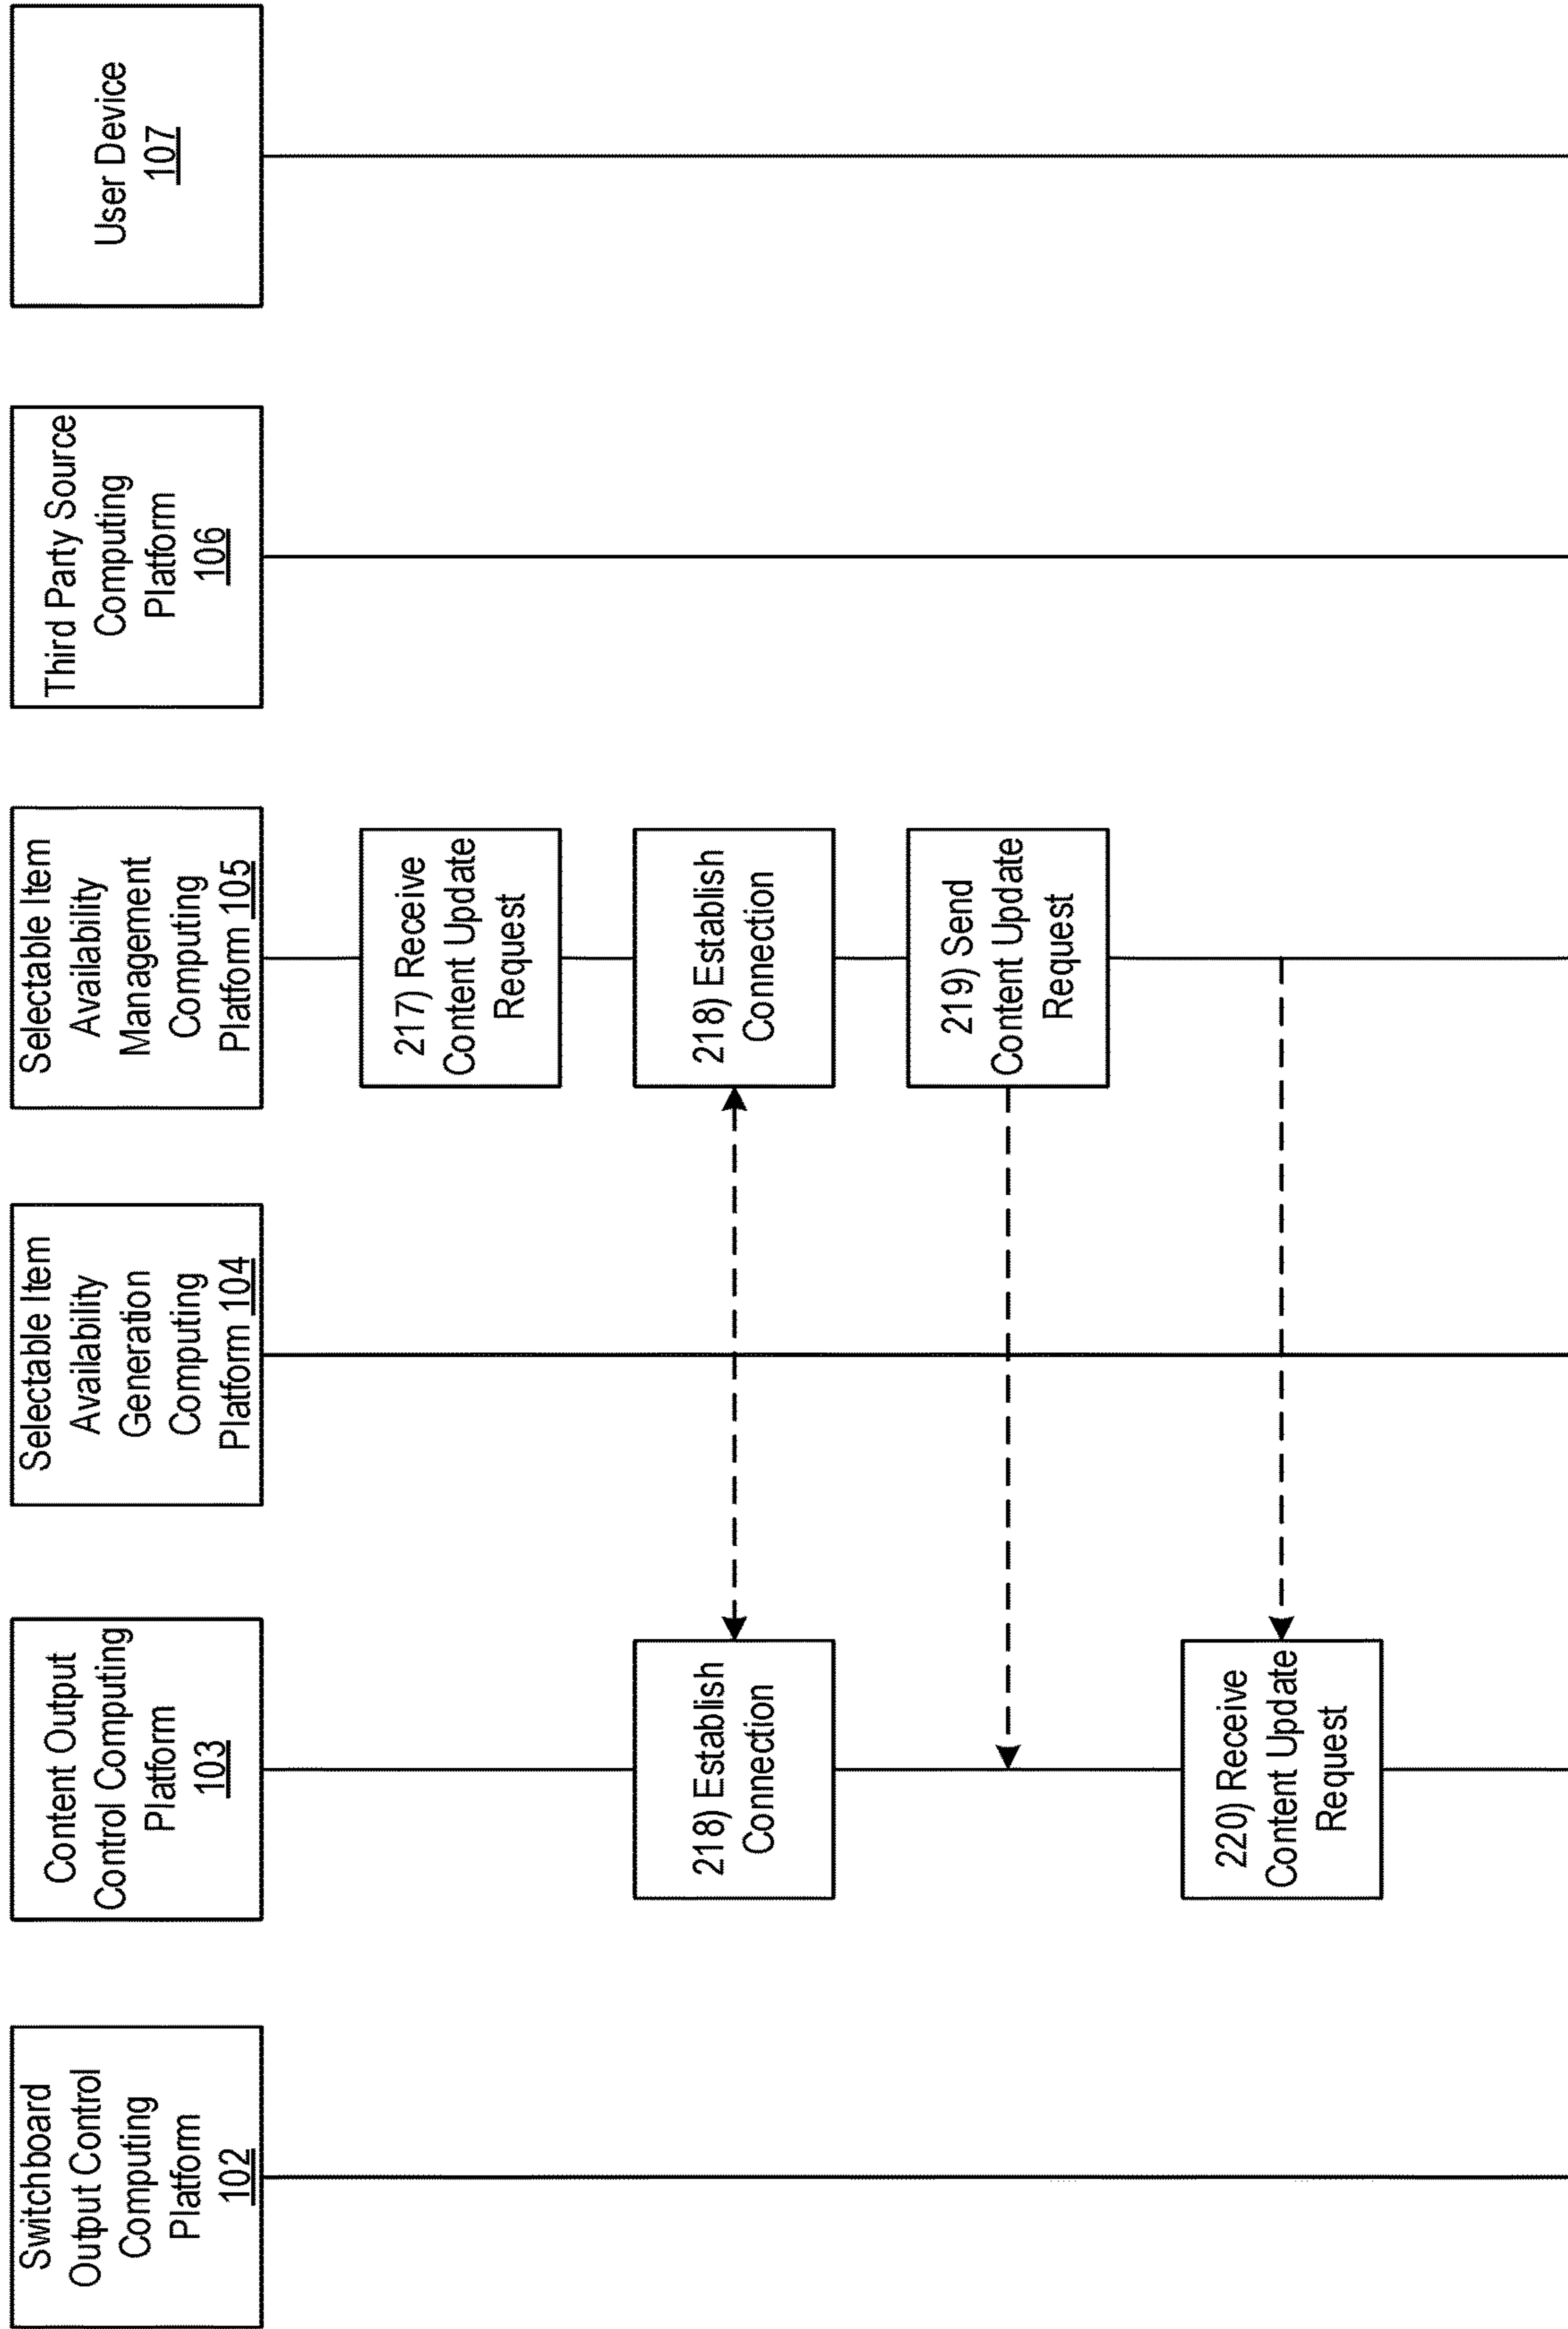 Switchboard
Output Control
Computing
Platform
102
Content Output
Control Computing
Platform
103
Selectable Item
Availability
Generation
Computing
Platform 104
Selectable Item
Availability
Management
Computing
Platform 105
Third Party Source
Computing
Platform
106
User Device
107
217) Receive
Content Update
Request
218) Establish
Connection
218) Establish
Connection
219) Send
Content Update
Request
220) Receive
Content Update
Request